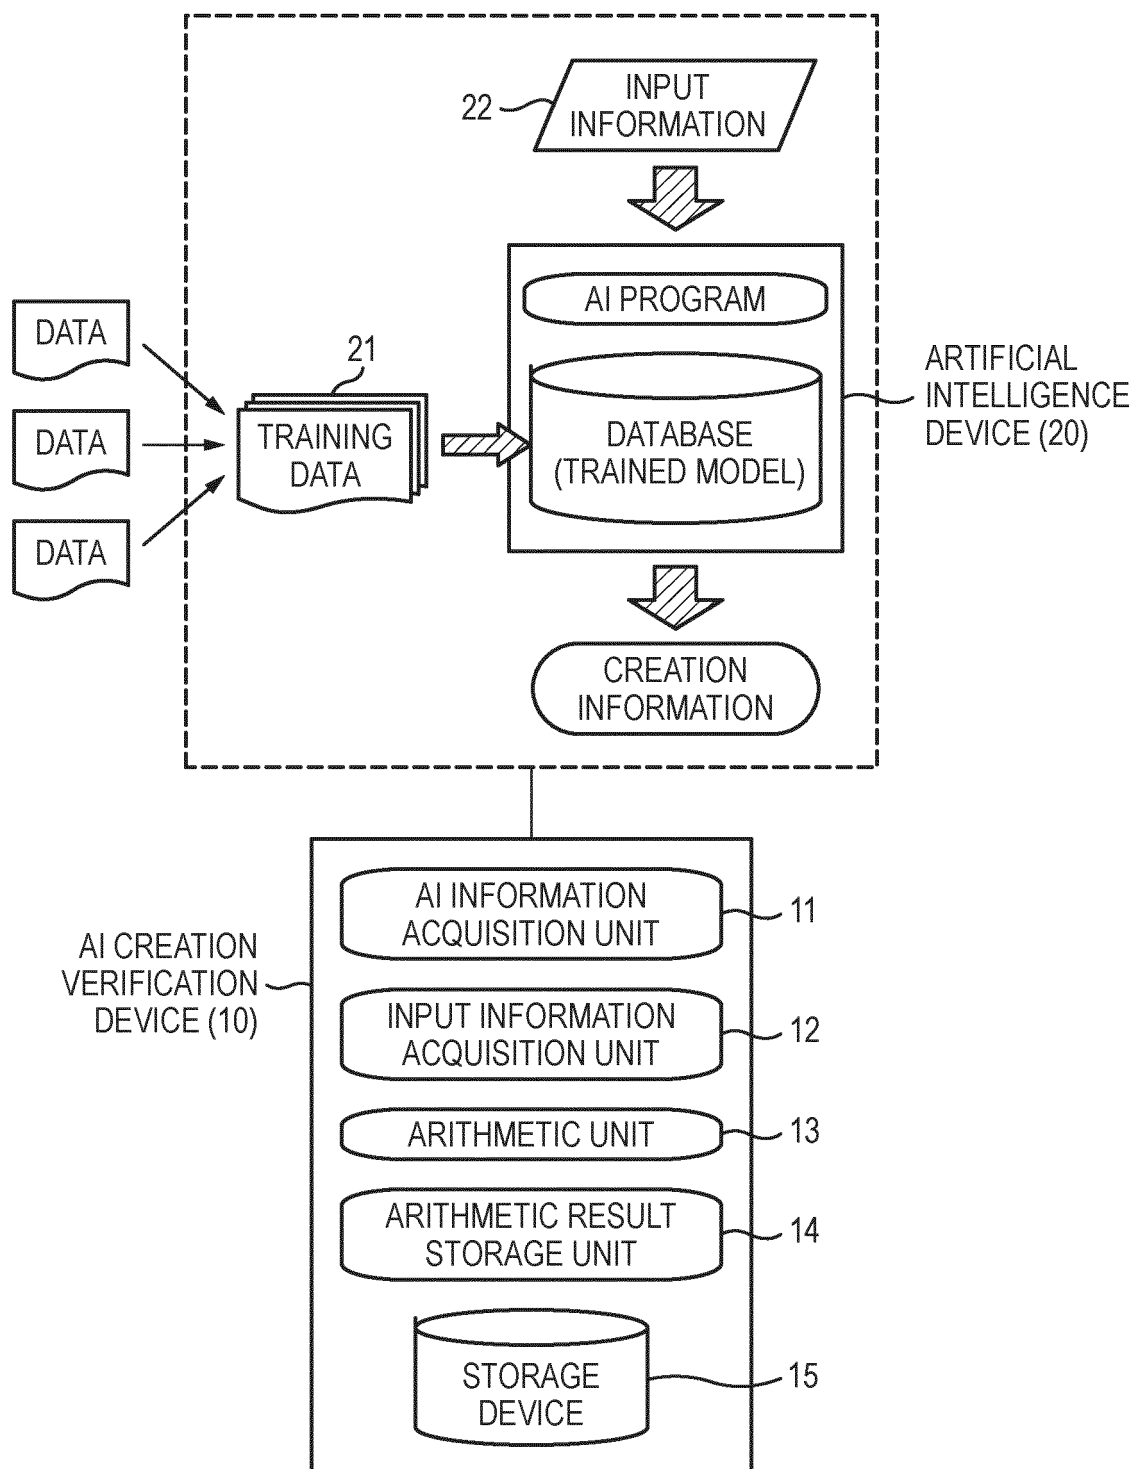 INPUT
INFORMATION
22
AI PROGRAM
DATA
21
TRAINING
DATA
DATA
DATA
DATABASE
(TRAINED MODEL)
ARTIFICIAL
INTELLIGENCE
DEVICE (20)
CREATION
INFORMATION
AI CREATION
VERIFICATION
DEVICE (10)
AI INFORMATION
ACQUISITION UNIT
11
INPUT INFORMATION
ACQUISITION UNIT
12
ARITHMETIC UNIT
13
ARITHMETIC RESULT
STORAGE UNIT
14
STORAGE
DEVICE
15